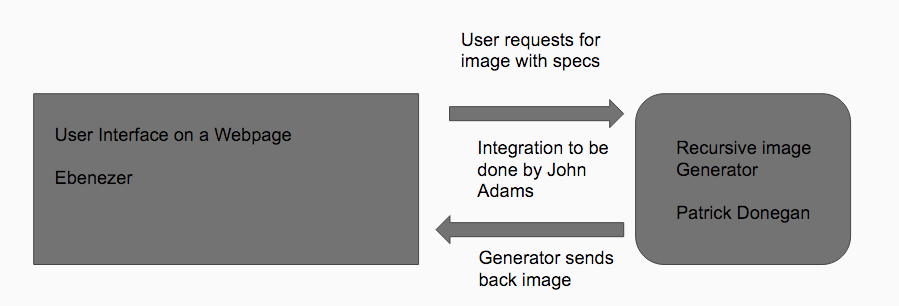 User requests for
image with specs
User Interface on a Webpage
Ebenezer
Integration to be
done by John
Adams
Recursive image
Generator
Patrick Donegan
Generator sends
back image